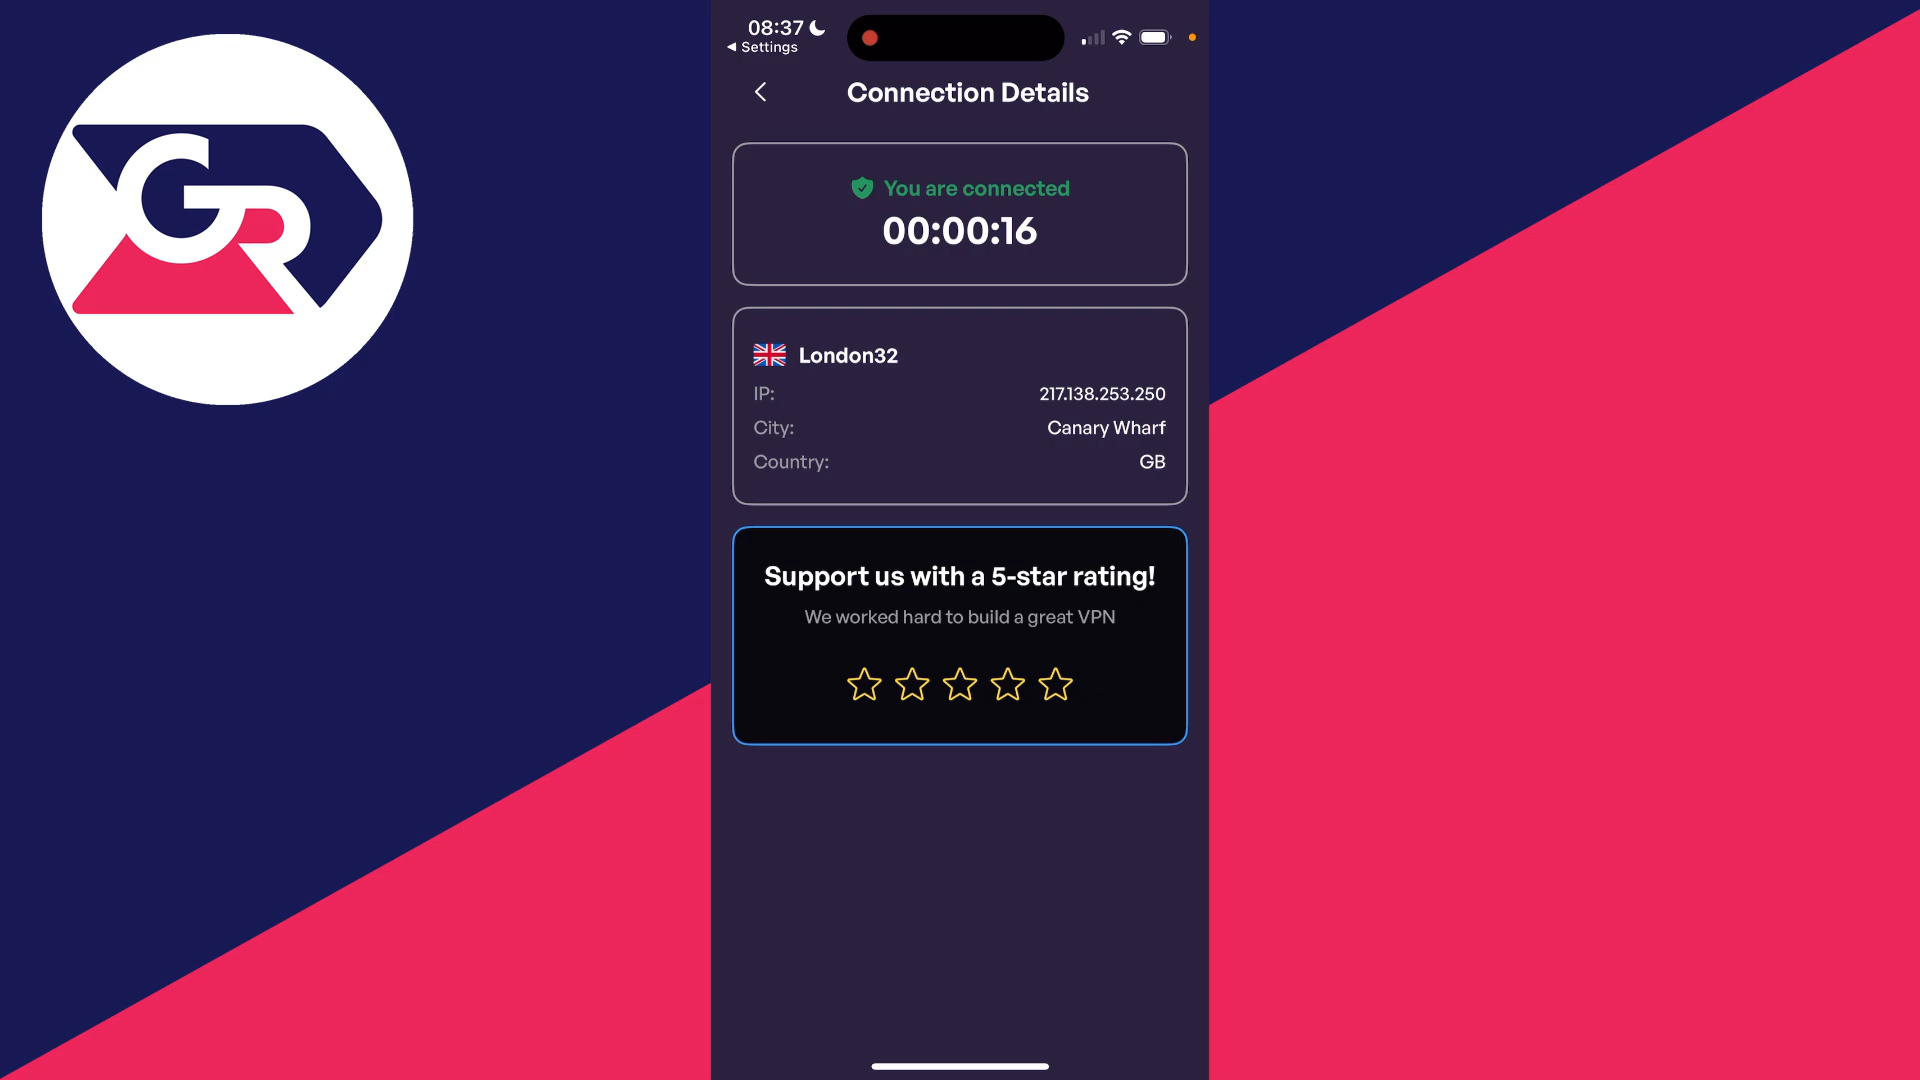 GR
08:37
◀ Settings
Connection Details
You are connected
00:00:16
London32
IP: 217.138.253.250
City: Canary Wharf
Country: GB
Support us with a 5-star rating!
We worked hard to build a great VPN